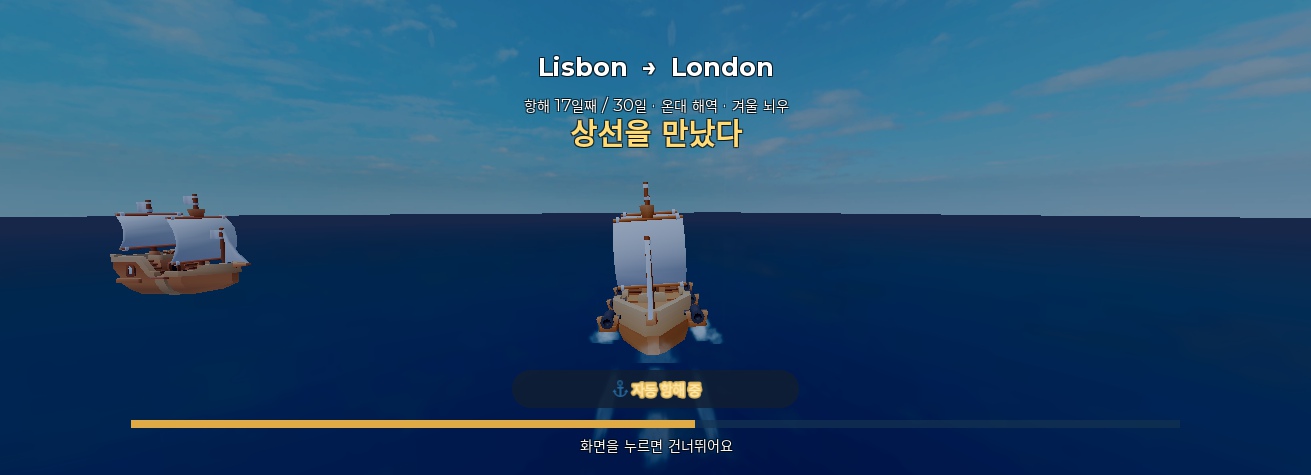 Lisbon → London
항해 17일째 / 30일 · 온대 해역 · 겨울 뇌우
상선을 만났다
⚓ 자동 항해 중
화면을 누르면 건너뛰어요